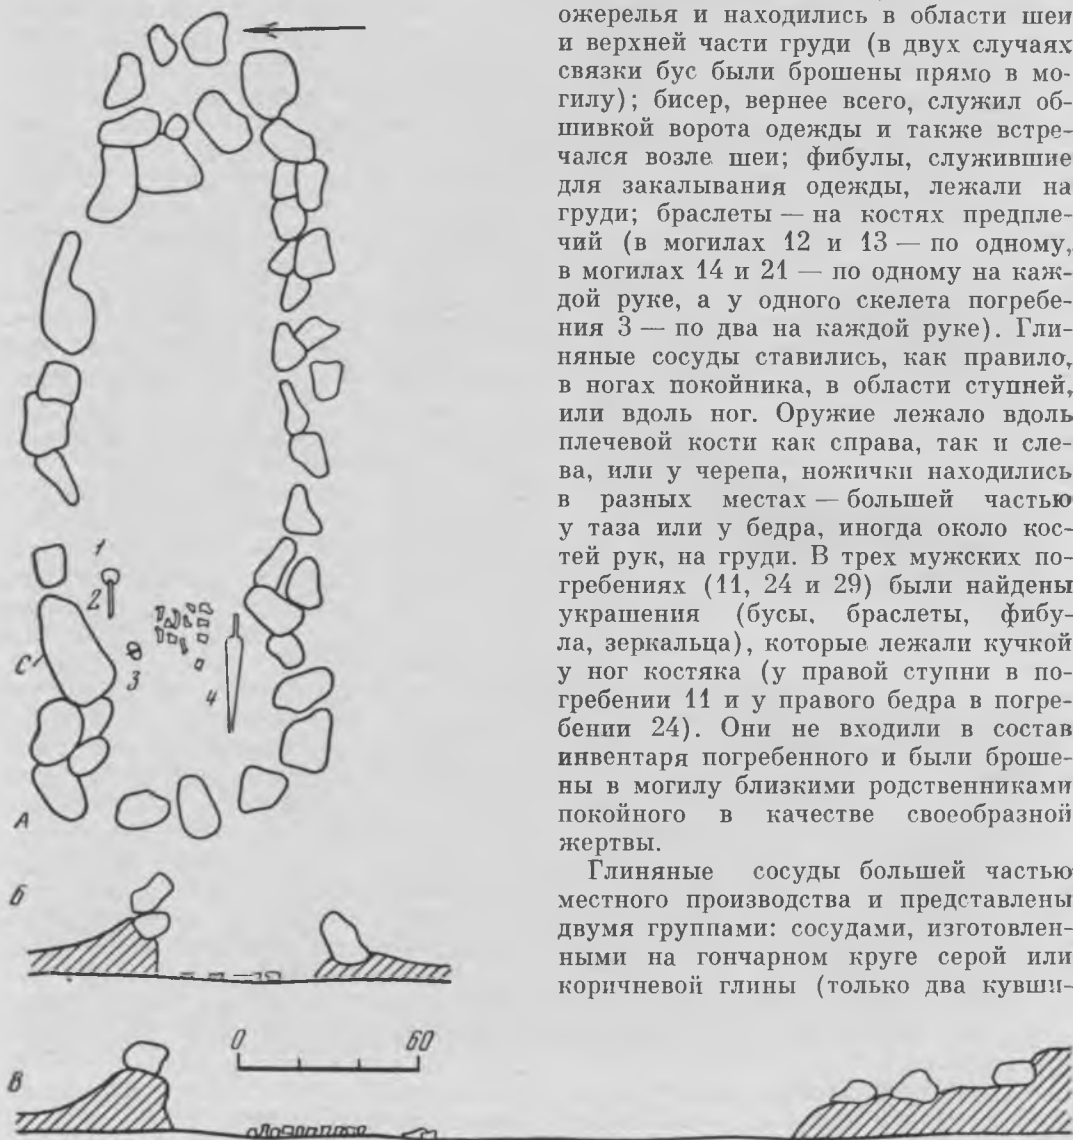 ожерелья и находились в области шеи
и верхней части груди (в двух случаях
связки бус были брошены прямо в мо-
гилу); бисер, вернее всего, служил об-
шивкой ворота одежды и также встре-
чался возле шеи; фибулы, служившие
для закалывания одежды, лежали на
груди; браслеты — на костях предпле-
чий (в могилах 12 и 13 — по одному,
в могилах 14 и 21 — по одному на каж-
дой руке, а у одного скелета погребе-
ния 3 — по два на каждой руке). Гли-
няные сосуды ставились, как правило,
в ногах покойника, в области ступней,
или вдоль ног. Оружие лежало вдоль
плечевой кости как справа, так и сле-
ва, или у черепа, ножички находились
в разных местах — большей частью
у таза или у бедра, иногда около кос-
тей рук, на груди. В трех мужских по-
гребениях (11, 24 и 29) были найдены
украшения (бусы, браслеты, фибу-
ла, зеркальца), которые лежали кучкой
у ног костяка (у правой ступни в по-
гребении 11 и у правого бедра в погре-
бении 24). Они не входили в состав
инвентаря погребенного и были броше-
ны в могилу близкими родственниками
покойного в качестве своеобразной
жертвы.
Глиняные сосуды большей частью
местного производства и представлены
двумя группами: сосудами, изготовлен-
ными на гончарном круге серой или
коричневой глины (только два кувши-
1
2
С
3
4
А
Б
В
0 60